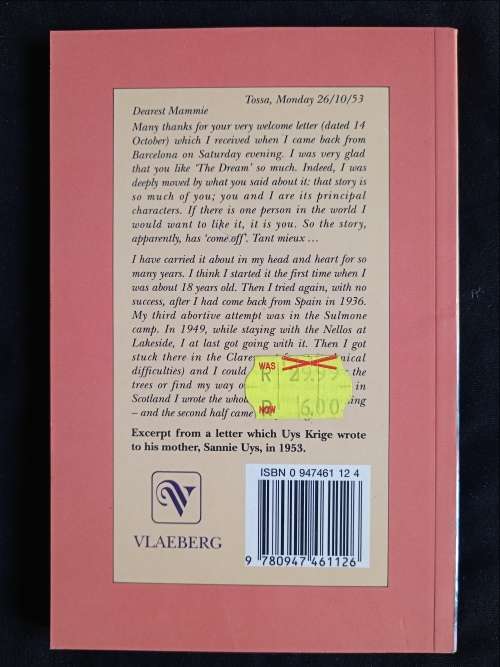 Tossa, Monday 26/10/53
Dearest Mammie
Many thanks for your very welcome letter (dated 14
October) which I received when I came back from
Barcelona on Saturday evening. I was very glad
that you like 'The Dream' so much. Indeed, I was
deeply moved by what you said about it: that story is
so much of you; you and I are its principal
characters. If there is one person in the world I
would want to like it, it is you. So the story,
apparently, has 'come off'. Tant mieux ...
I have carried it about in my head and heart for so
many years. I think I started it the first time when I
was about 18 years old. Then I tried again, with no
success, after I had come back from Spain in 1936.
My third abortive attempt was in the Sulmone
camp. In 1949, while staying with the Nellos at
Lakeside, I at last got going with it. Then I got
stuck there in the
difficulties) and I could the
trees or find my way in
Scotland I wrote the
– and the second half came
WAS R 29.99
NOW R 16.00
Excerpt from a letter which Uys Krige wrote
to his mother, Sannie Uys, in 1953.
VLAEBERG
ISBN 0 947461 12 4
9 780947 461126